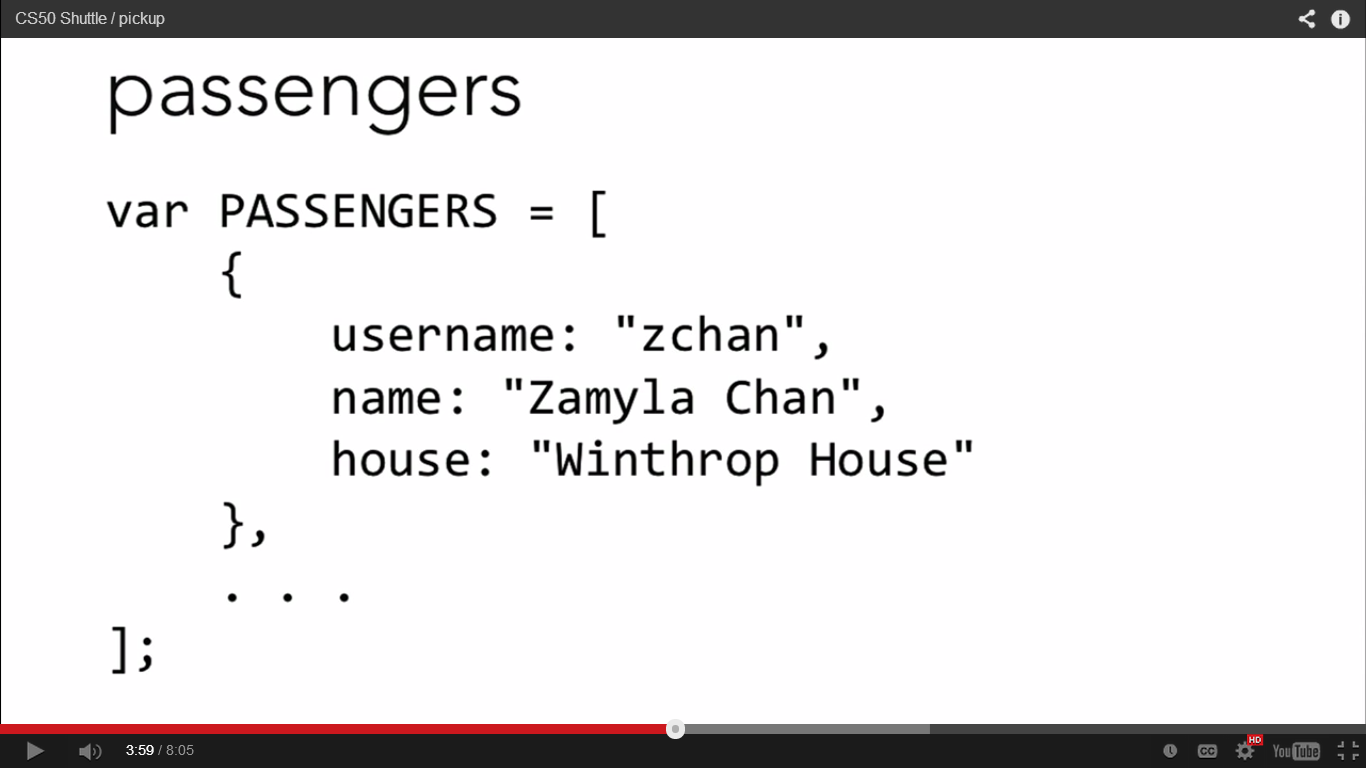 CS50 Shuttle / pickup
passengers
var PASSENGERS = [
{
username: "zchan",
name: "Zamyla Chan",
house: "Winthrop House"
},
. . .
];
HD
3:59 / 8:05
CC
YouTube